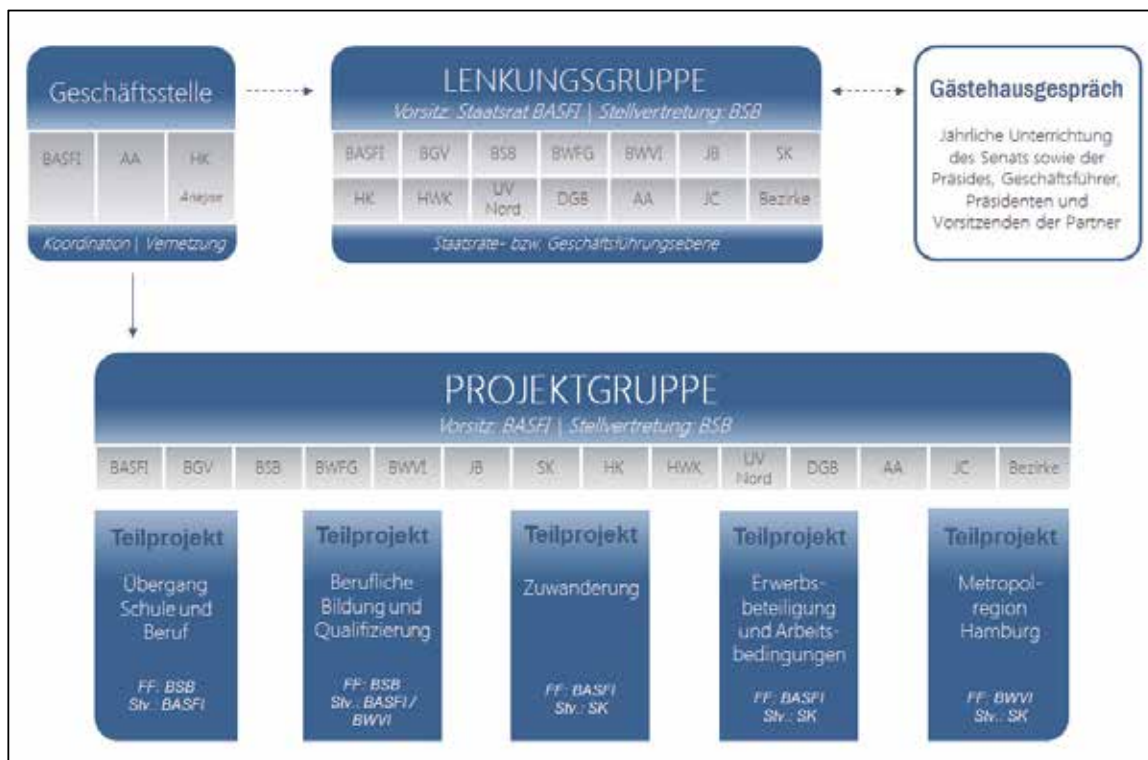 Geschäftsstelle
BASFI AA HK
Analyse
Koordination | Vernetzung
LENKUNGSGRUPPE
Vorsitz: Staatsrat BASFI | Stellvertretung: BSB
BASFI BGV BSB BWFG BWVI JB SK
HK HWK UV Nord DGB AA JC Bezirke
Staatsräte- bzw. Geschäftsführungsebene
Gästehausgespräch
Jährliche Unterrichtung
des Senats sowie der
Präsides, Geschäftsführer,
Präsidenten und
Vorsitzenden der Partner
PROJEKTGRUPPE
Vorsitz: BASFI | Stellvertretung: BSB
BASFI BGV BSB BWFG BWVI JB SK HK HWK UV Nord DGB AA JC Bezirke
Teilprojekt
Übergang
Schule und
Beruf
FF: BSB
Stv.: BASFI
Teilprojekt
Berufliche
Bildung und
Qualifizierung
FF: BSB
Stv.: BASFI /
BWVI
Teilprojekt
Zuwanderung
FF: BASFI
Stv.: SK
Teilprojekt
Erwerbs-
beteiligung
und Arbeits-
bedingungen
FF: BASFI
Stv.: SK
Teilprojekt
Metropol-
region
Hamburg
FF: BWVI
Stv.: SK